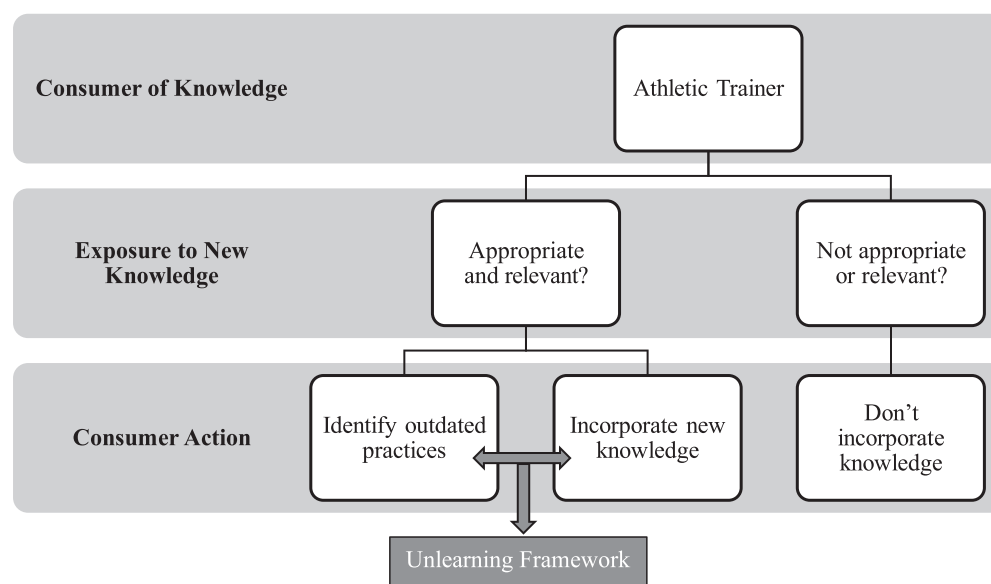 Consumer of Knowledge
Athletic Trainer
Exposure to New
Knowledge
Appropriate
and relevant?
Not appropriate
or relevant?
Consumer Action
Identify outdated
practices
Incorporate new
knowledge
Don’t
incorporate
knowledge
Unlearning Framework